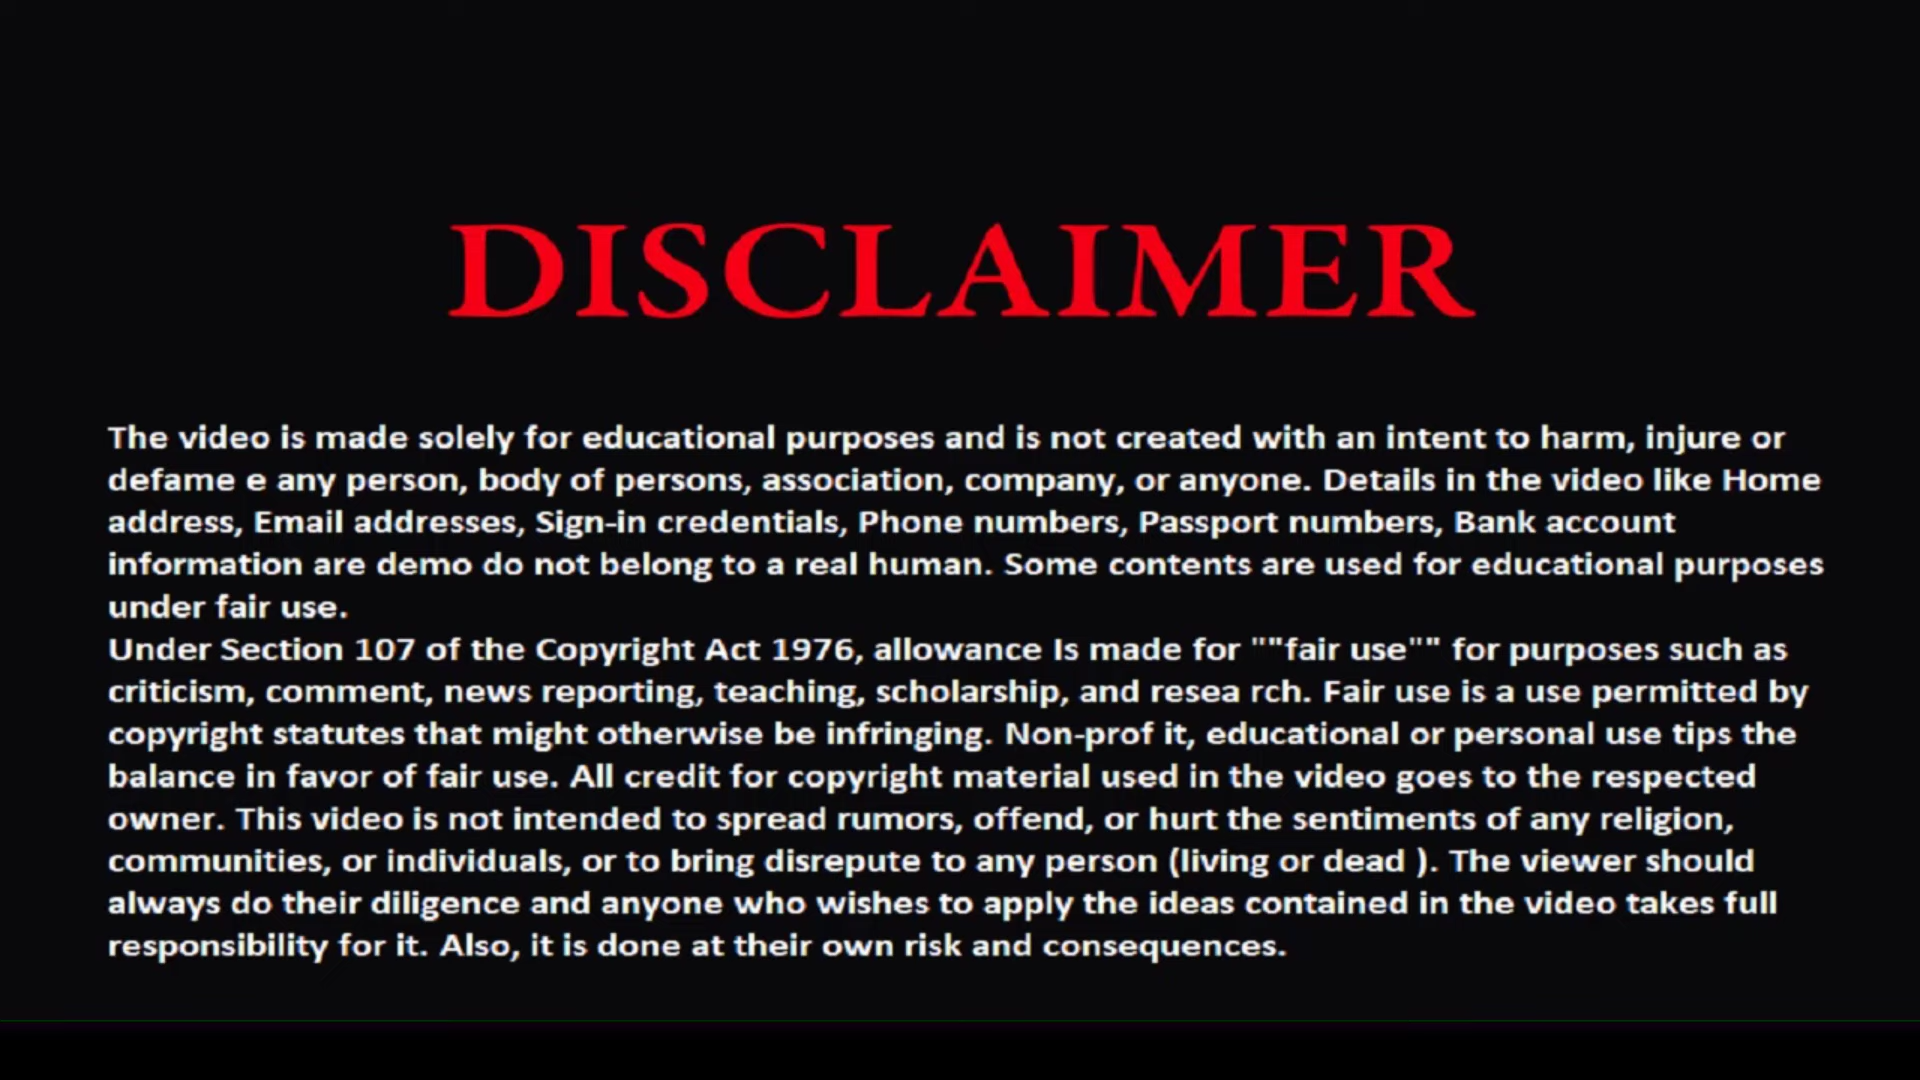 DISCLAIMER
The video is made solely for educational purposes and is not created with an intent to harm, injure or
defame e any person, body of persons, association, company, or anyone. Details in the video like Home
address, Email addresses, Sign-in credentials, Phone numbers, Passport numbers, Bank account
information are demo do not belong to a real human. Some contents are used for educational purposes
under fair use.
Under Section 107 of the Copyright Act 1976, allowance Is made for ""fair use"" for purposes such as
criticism, comment, news reporting, teaching, scholarship, and resea rch. Fair use is a use permitted by
copyright statutes that might otherwise be infringing. Non-prof it, educational or personal use tips the
balance in favor of fair use. All credit for copyright material used in the video goes to the respected
owner. This video is not intended to spread rumors, offend, or hurt the sentiments of any religion,
communities, or individuals, or to bring disrepute to any person (living or dead ). The viewer should
always do their diligence and anyone who wishes to apply the ideas contained in the video takes full
responsibility for it. Also, it is done at their own risk and consequences.